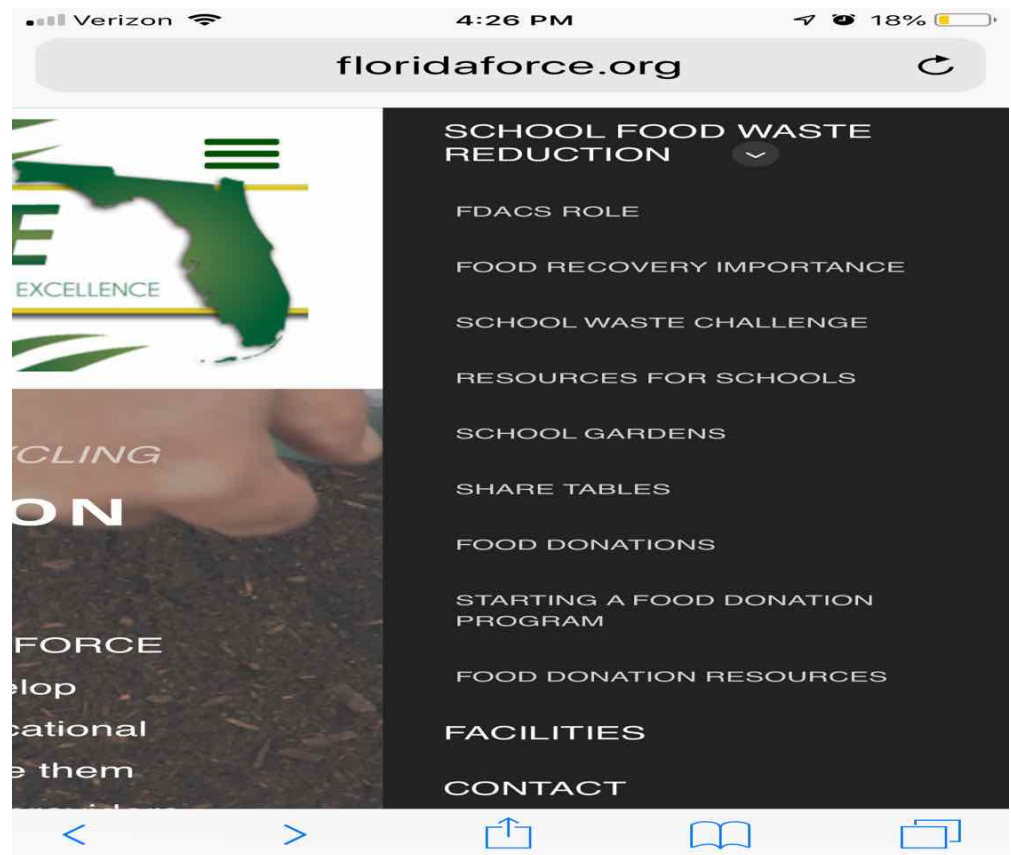 Verizon 4:26 PM 18%
floridaforce.org
E
EXCELLENCE
CYCLING
ON
FORCE
elop
cational
e them
SCHOOL FOOD WASTE
REDUCTION
FDACS ROLE
FOOD RECOVERY IMPORTANCE
SCHOOL WASTE CHALLENGE
RESOURCES FOR SCHOOLS
SCHOOL GARDENS
SHARE TABLES
FOOD DONATIONS
STARTING A FOOD DONATION
PROGRAM
FOOD DONATION RESOURCES
FACILITIES
CONTACT